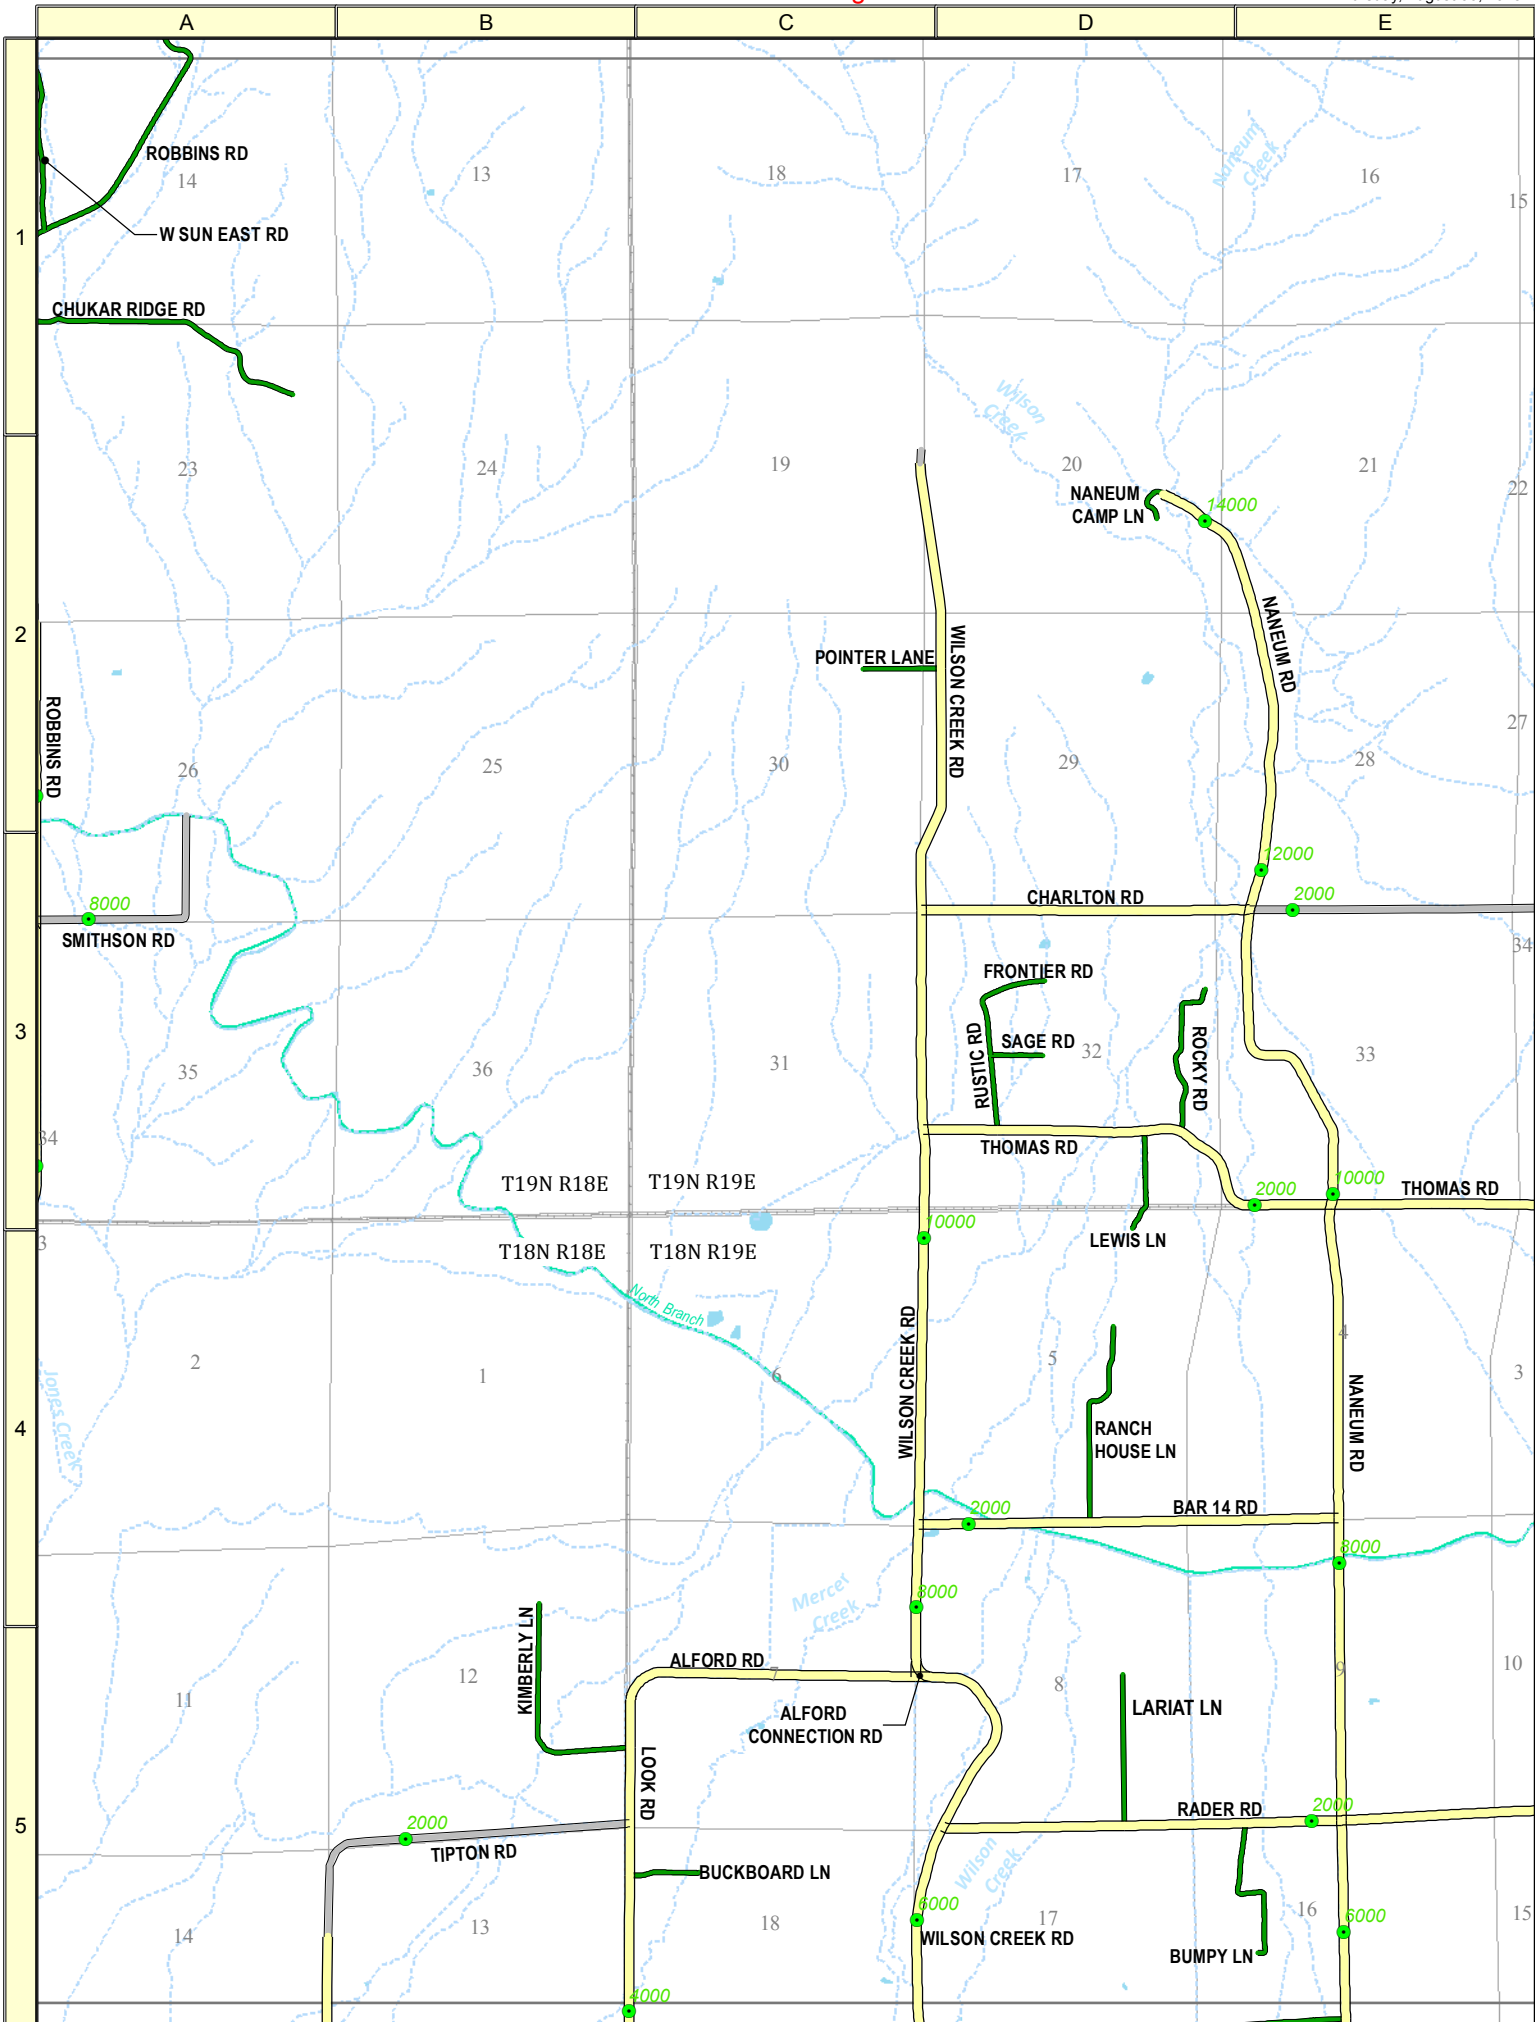 A
B
C
D
E
1
2
3
4
5
ROBBINS RD
14
13
18
17
16
15
Naneum
Creek
W SUN EAST RD
CHUKAR RIDGE RD
Wilson
Creek
23
24
19
20
21
22
NANEUM
CAMP LN
14000
NANEUM RD
WILSON CREEK RD
POINTER LANE
ROBBINS RD
26
25
30
29
28
27
12000
8000
SMITHSON RD
CHARLTON RD
2000
34
FRONTIER RD
SAGE RD
RUSTIC RD
32
ROCKY RD
33
35
36
31
34
THOMAS RD
T19N R18E
T19N R19E
2000
10000
THOMAS RD
10000
LEWIS LN
3
T18N R18E
T18N R19E
North Branch
WILSON CREEK RD
2
1
6
5
4
3
Jones Creek
RANCH
HOUSE LN
NANEUM RD
2000
BAR 14 RD
8000
Mercer
Creek
8000
KIMBERLY LN
12
11
ALFORD RD
7
8
9
10
ALFORD
CONNECTION RD
LARIAT LN
LOOK RD
2000
TIPTON RD
RADER RD
2000
BUCKBOARD LN
Wilson
Creek
14
13
18
6000
17
16
15
WILSON CREEK RD
6000
BUMPY LN
4000